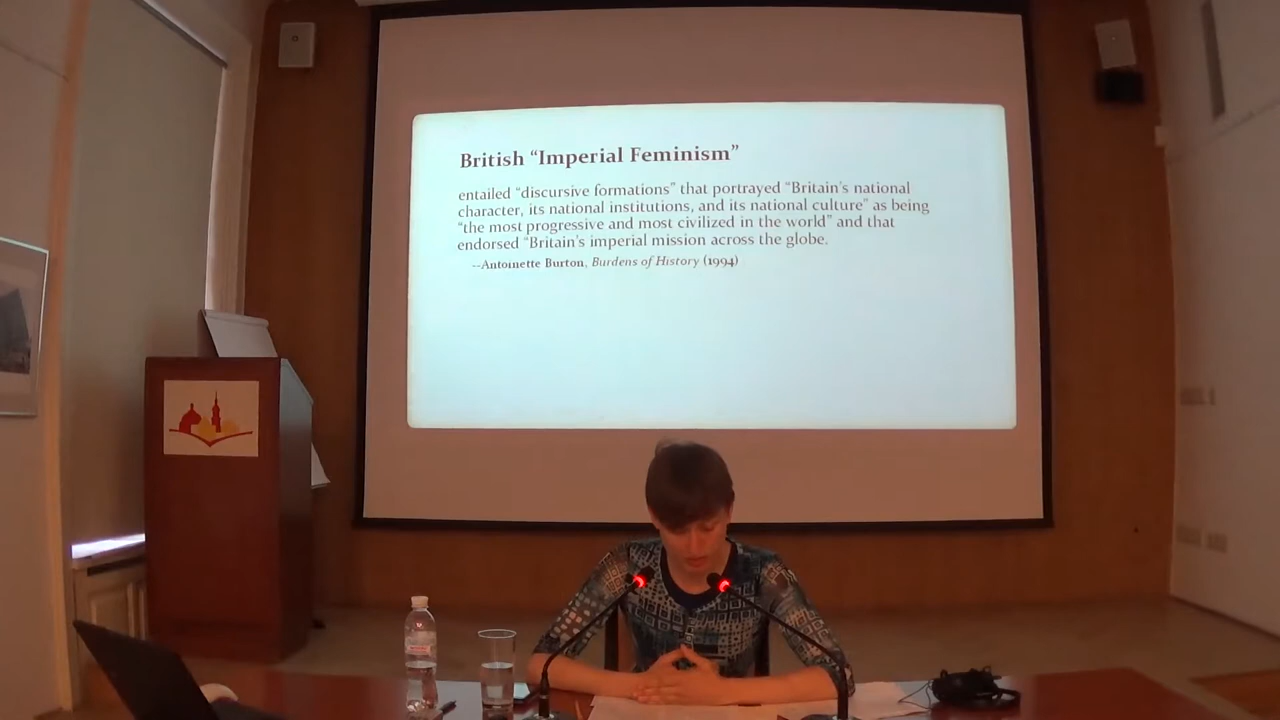 British “Imperial Feminism”
entailed “discursive formations” that portrayed “Britain’s national
character, its national institutions, and its national culture” as being
“the most progressive and most civilized in the world” and that
endorsed “Britain’s imperial mission across the globe.
--Antoinette Burton, Burdens of History (1994)